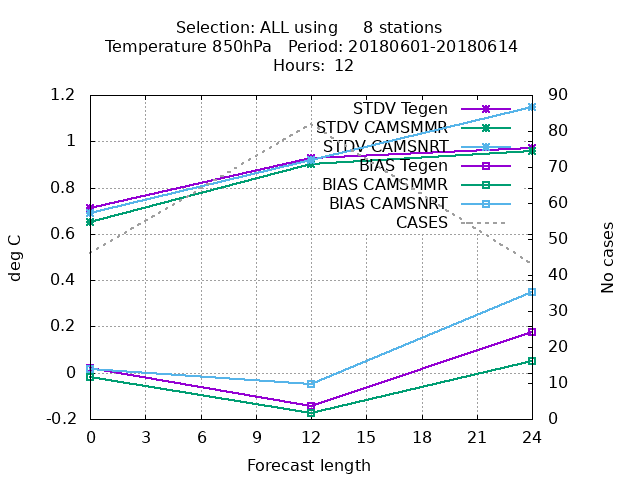 Selection: ALL using 8 stations
Temperature 850hPa Period: 20180601-20180614
Hours: 12
1.2
1
0.8
0.6
0.4
0.2
0
-0.2
90
80
70
60
50
40
30
20
10
0
STDV Tegen
STDV CAMSMMR
STDV CAMSNRT
BIAS Tegen
BIAS CAMSMMR
BIAS CAMSNRT
CASES
deg C
No cases
0 3 6 9 12 15 18 21 24
Forecast length